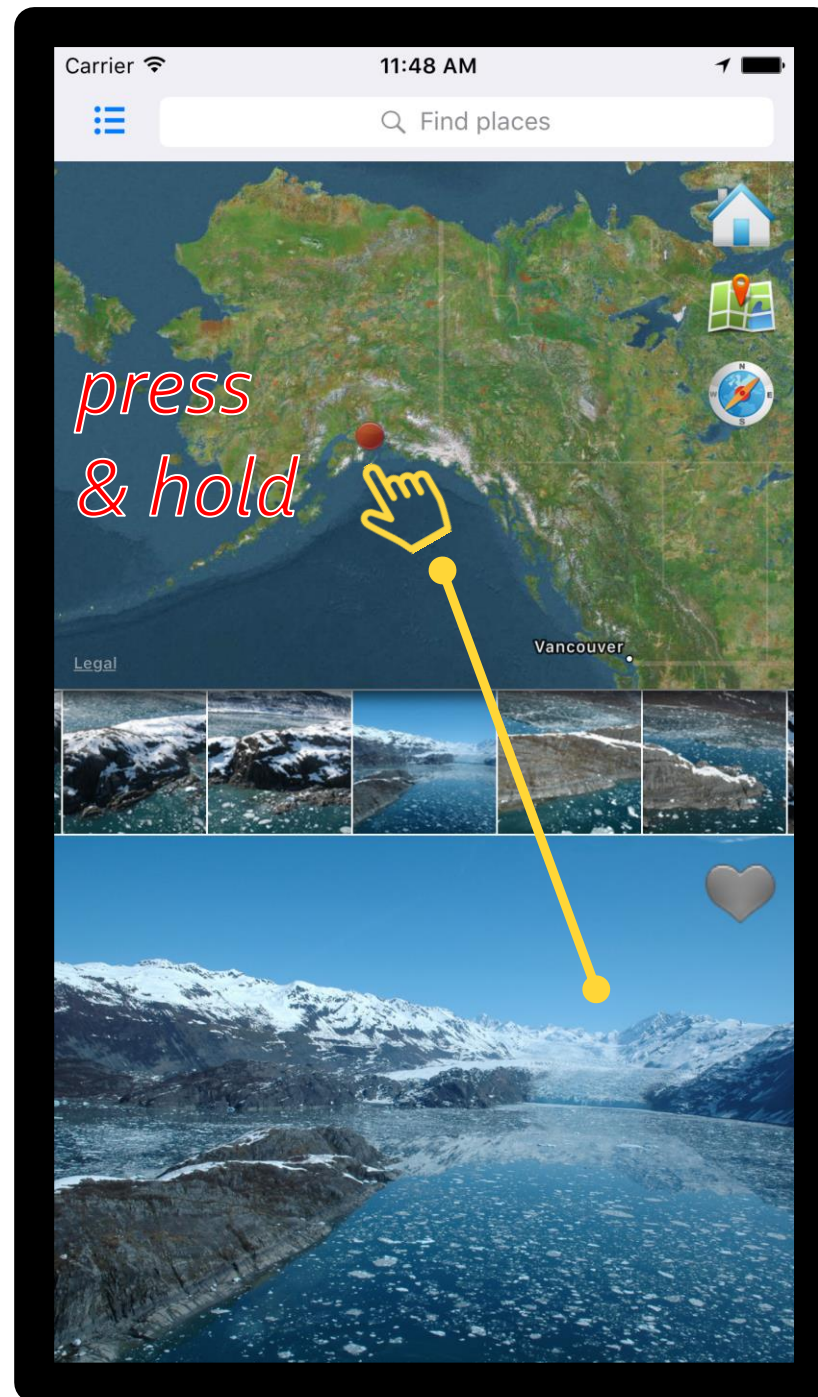 Carrier
11:48 AM
Find places
N
W
E
S
press
& hold
Vancouver
Legal